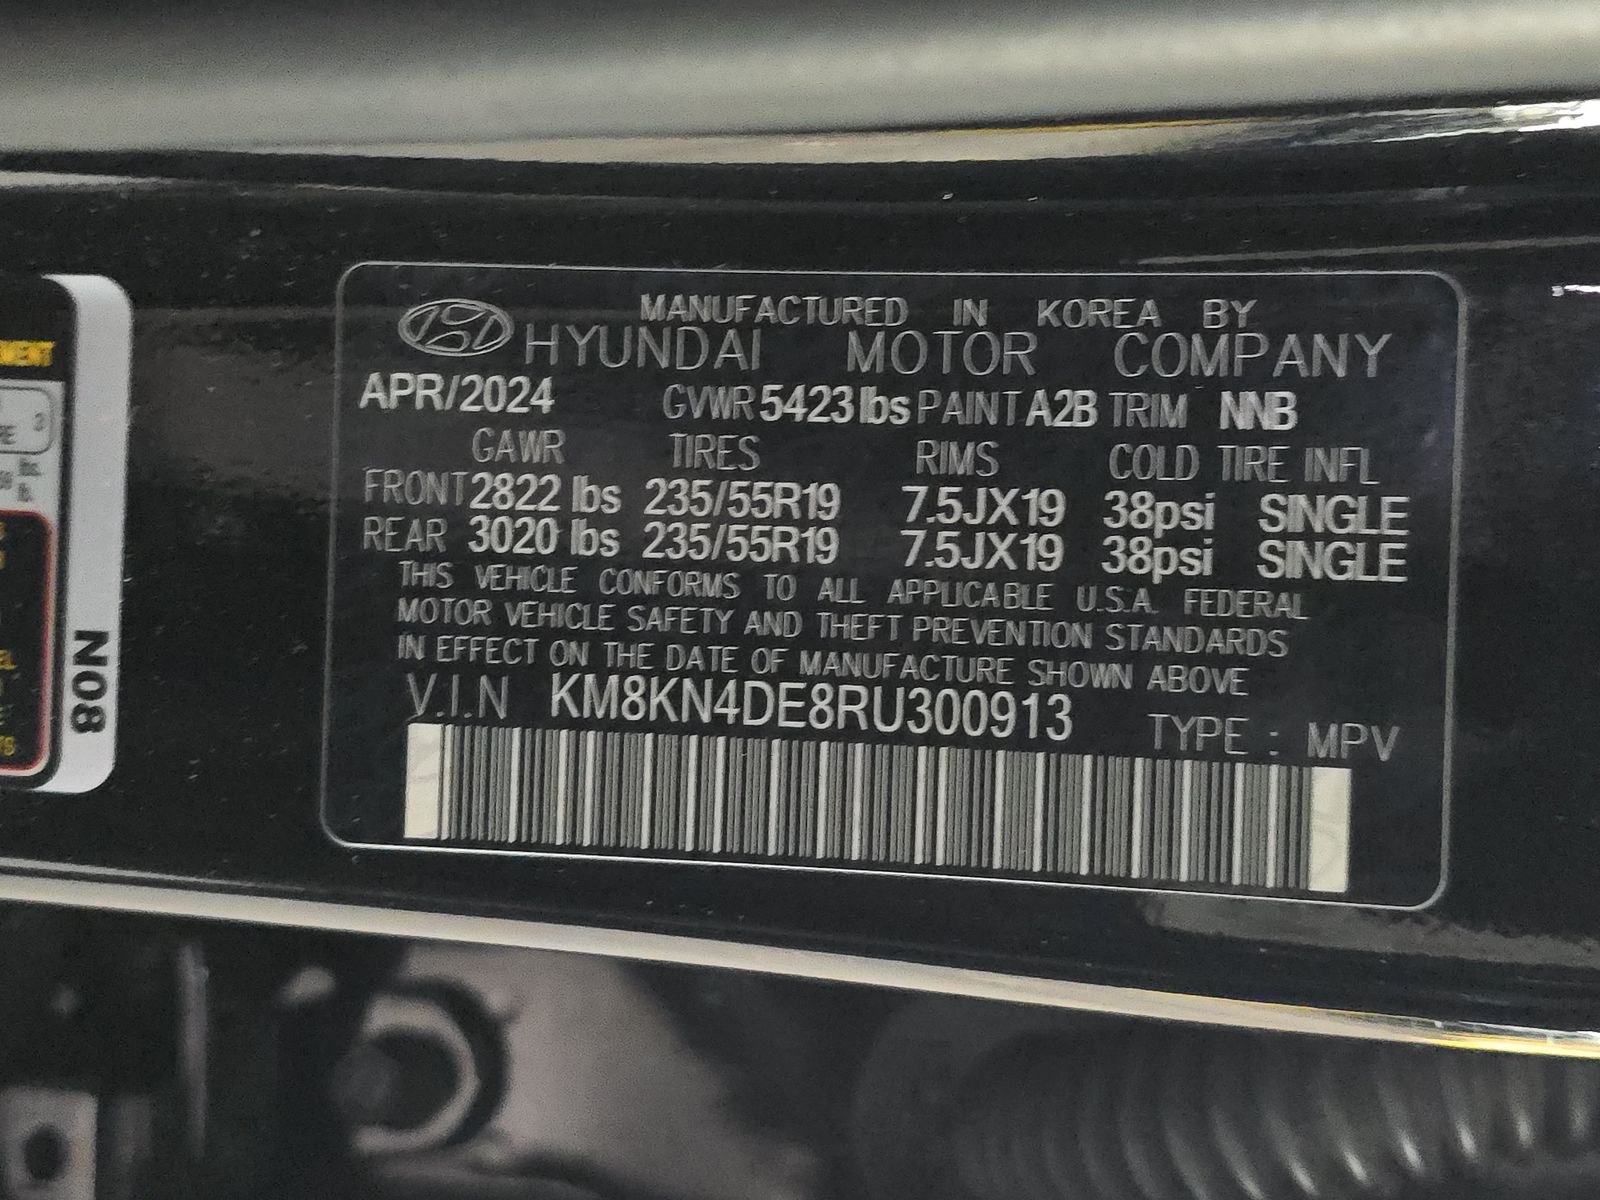 MANUFACTURED IN KOREA BY
HYUNDAI MOTOR COMPANY
APR/2024 GVWR 5423 lbs PAINT A2B TRIM NNB
GAWR TIRES RIMS COLD TIRE INFL
FRONT 2822 lbs 235/55R19 7.5JX19 38psi SINGLE
REAR 3020 lbs 235/55R19 7.5JX19 38psi SINGLE
THIS VEHICLE CONFORMS TO ALL APPLICABLE U.S.A. FEDERAL
MOTOR VEHICLE SAFETY AND THEFT PREVENTION STANDARDS
IN EFFECT ON THE DATE OF MANUFACTURE SHOWN ABOVE
V.I.N KM8KN4DE8RU300913 TYPE : MPV
N08